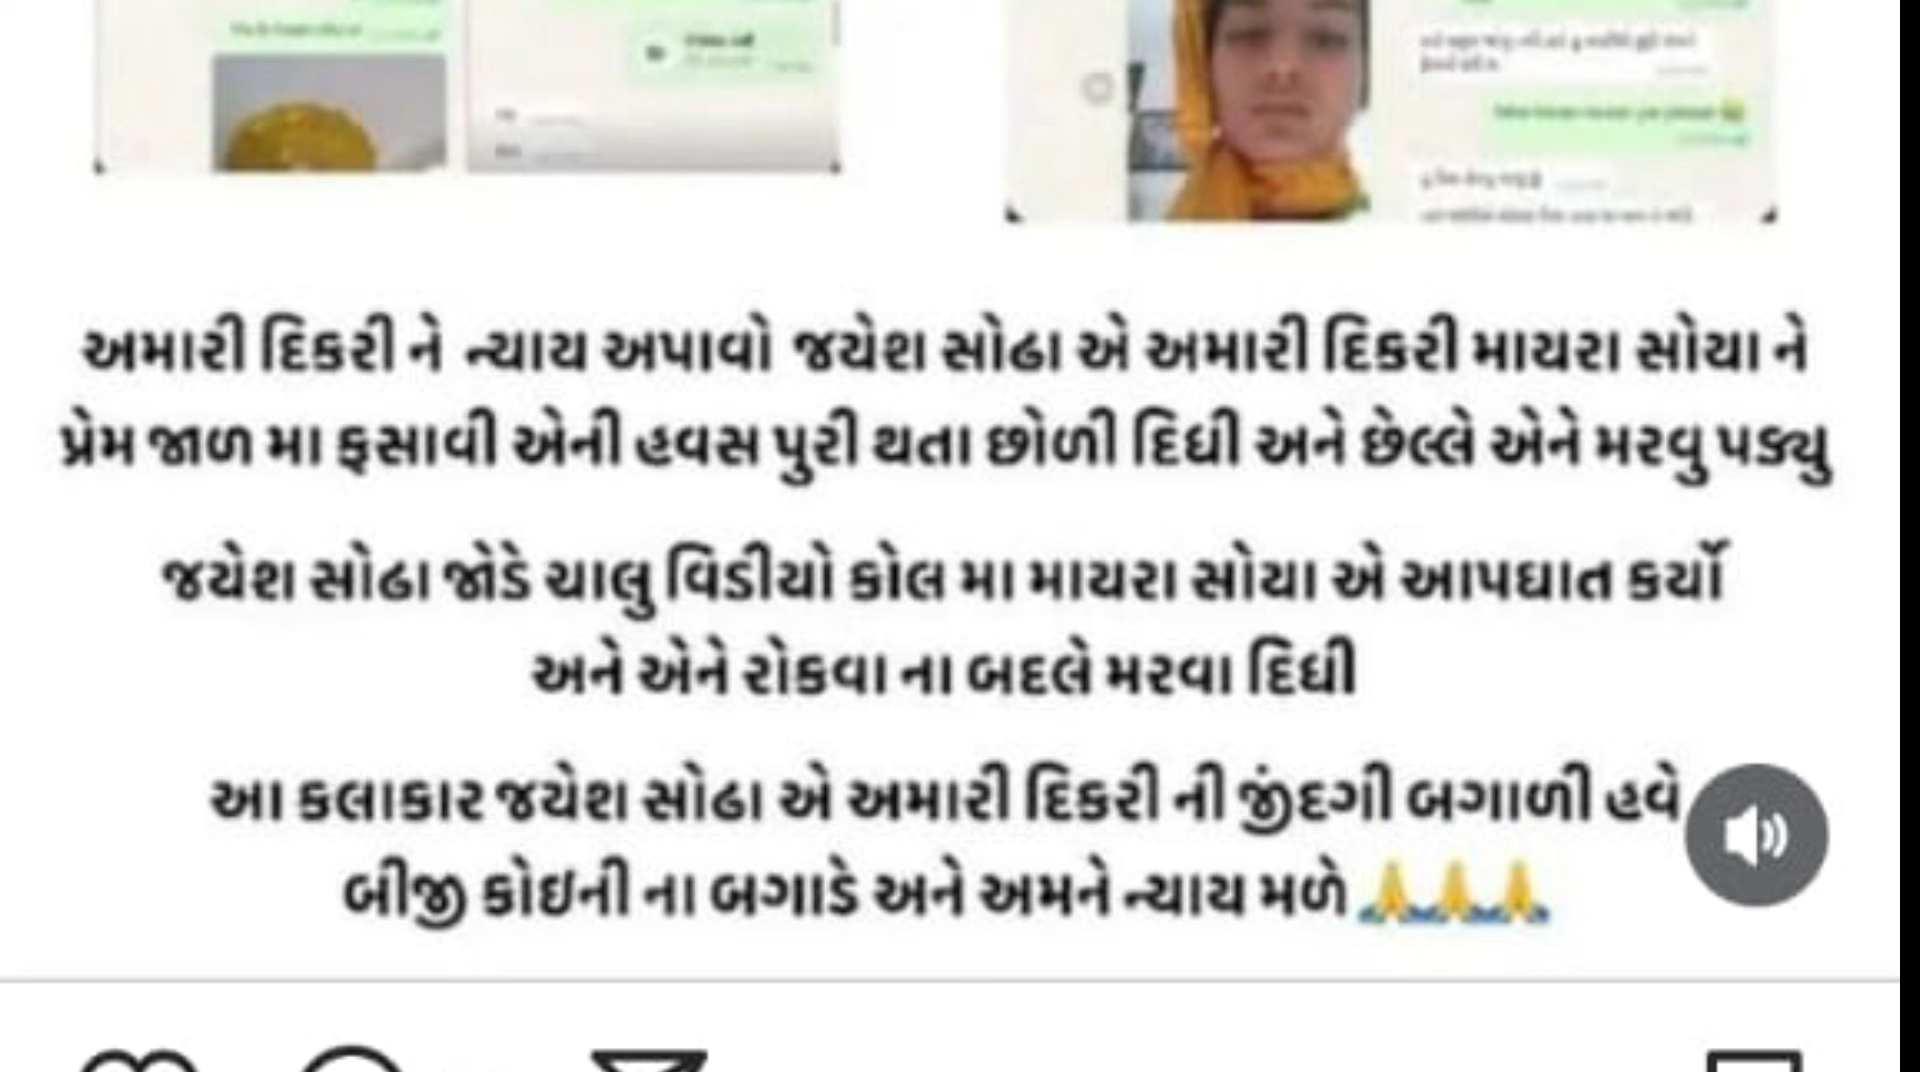 અમારી દિકરી ને ન્યાય અપાવો જયેશ સોઢા એ અમારી દિકરી માયરા સોયા ને
પ્રેમ જાળ મા ફસાવી એની હવસ પુરી થતા છોળી દિધી અને છેલ્લે એને મરવુ પડ્યુ
જયેશ સોઢા જોડે ચાલુ વિડીયો કોલ મા માયરા સોયા એ આપઘાત કર્યો
અને એને રોકવા ના બદલે મરવા દિધી
આ કલાકાર જયેશ સોઢા એ અમારી દિકરી ની જીંદગી બગાળી હવે
બીજી કોઇની ના બગાડે અને અમને ન્યાય મળે 🙏🙏🙏